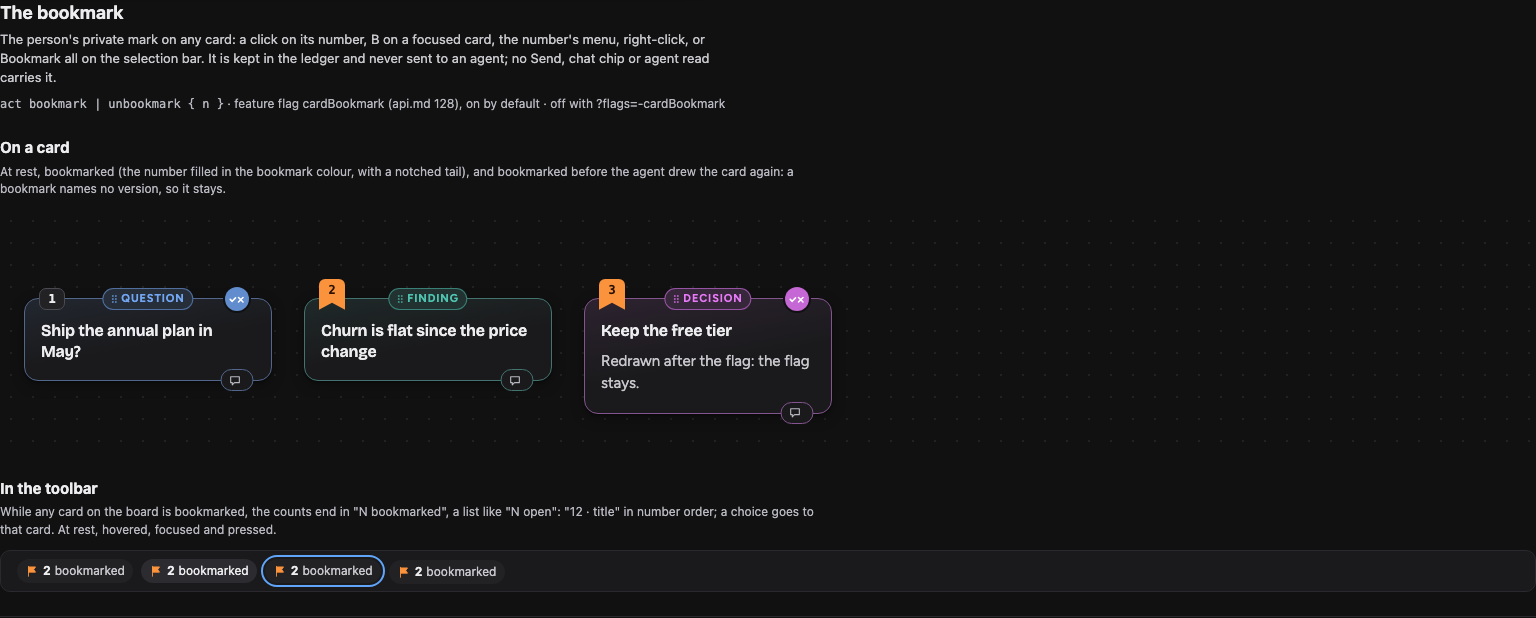 The bookmark
The person's private mark on any card: a click on its number, B on a focused card, the number's menu, right-click, or
Bookmark all on the selection bar. It is kept in the ledger and never sent to an agent; no Send, chat chip or agent read
carries it.
act bookmark | unbookmark { n } · feature flag cardBookmark (api.md 128), on by default · off with ?flags=-cardBookmark
On a card
At rest, bookmarked (the number filled in the bookmark colour, with a notched tail), and bookmarked before the agent drew the card again: a
bookmark names no version, so it stays.
1 QUESTION
Ship the annual plan in
May?
2 FINDING
Churn is flat since the price
change
3 DECISION
Keep the free tier
Redrawn after the flag: the flag
stays.
In the toolbar
While any card on the board is bookmarked, the counts end in "N bookmarked", a list like "N open": "12 · title" in number order; a choice goes to
that card. At rest, hovered, focused and pressed.
2 bookmarked 2 bookmarked 2 bookmarked 2 bookmarked